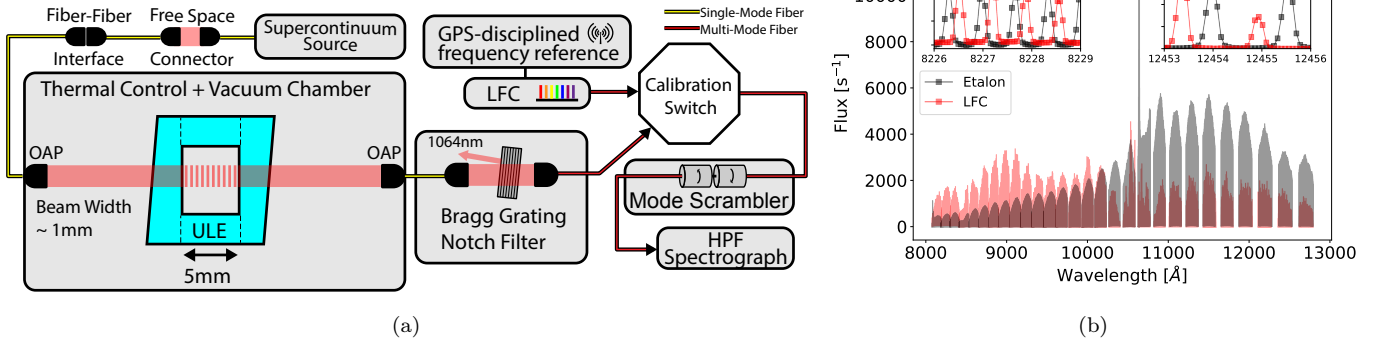 Fiber-Fiber
Interface
Free Space
Connector
Supercontinuum
Source
GPS-disciplined
frequency reference
LFC
Single-Mode Fiber
Multi-Mode Fiber
Calibration
Switch
Thermal Control + Vacuum Chamber
OAP
OAP
Beam Width
~ 1mm
ULE
5mm
1064nm
Bragg Grating
Notch Filter
Mode Scrambler
HPF
Spectrograph
(a)
8000
6000
4000
2000
0
Flux [s⁻¹]
8226 8227 8228 8229
12453 12454 12455 12456
Etalon
LFC
8000 9000 10000 11000 12000 13000
Wavelength [Å]
(b)